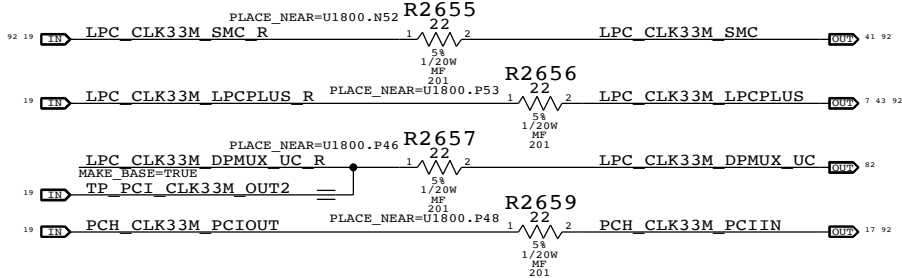 PLACE_NEAR=U1800.N52 R2655
92 19 IN LPC_CLK33M_SMC_R 1 22 2 LPC_CLK33M_SMC OUT 41 92
5%
1/20W
MF
201
PLACE_NEAR=U1800.P53 R2656
19 IN LPC_CLK33M_LPCPLUS_R 1 22 2 LPC_CLK33M_LPCPLUS OUT 7 43 92
5%
1/20W
MF
201
PLACE_NEAR=U1800.P46 R2657
LPC_CLK33M_DPMUX_UC_R 1 22 2 LPC_CLK33M_DPMUX_UC OUT 82
MAKE_BASE=TRUE
5%
1/20W
MF
201
19 IN TP_PCI_CLK33M_OUT2
PLACE_NEAR=U1800.P48 R2659
19 IN PCH_CLK33M_PCIOUT 1 22 2 PCH_CLK33M_PCIIN OUT 17 92
5%
1/20W
MF
201